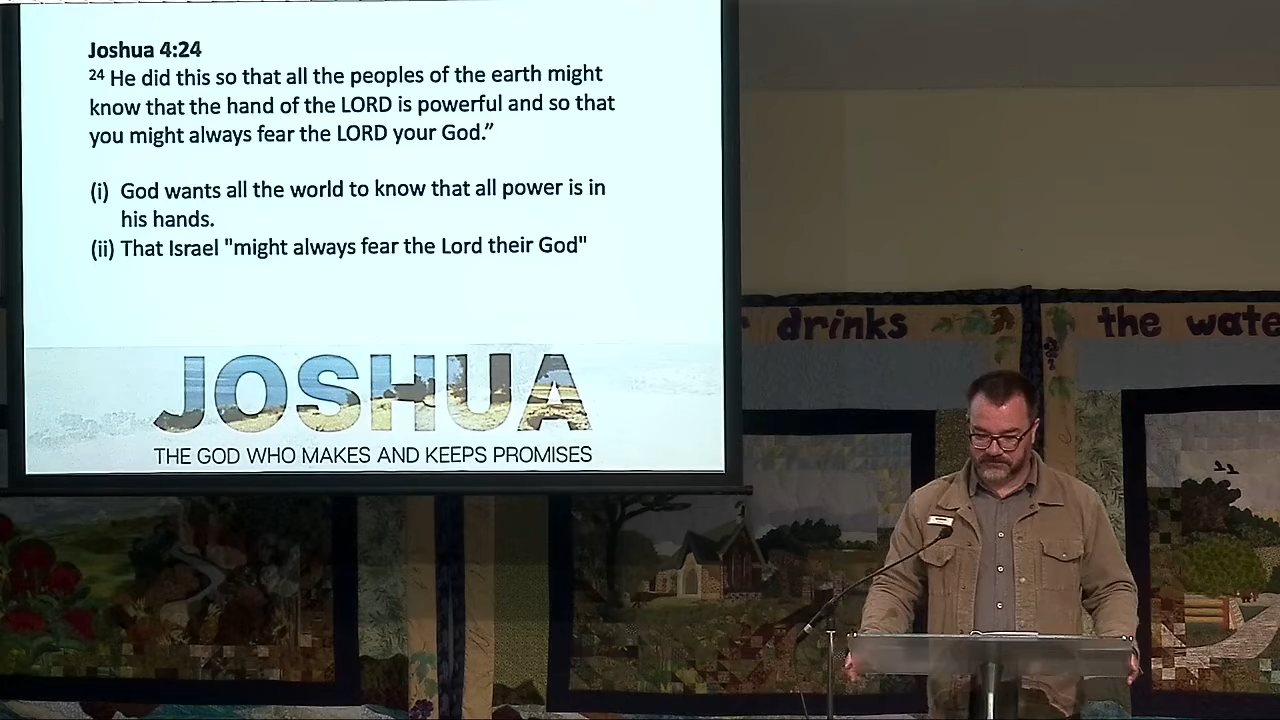 Joshua 4:24
24 He did this so that all the peoples of the earth might
know that the hand of the LORD is powerful and so that
you might always fear the LORD your God.”
(i) God wants all the world to know that all power is in
his hands.
(ii) That Israel "might always fear the Lord their God"
JOSHUA
THE GOD WHO MAKES AND KEEPS PROMISES
drinks
the wate